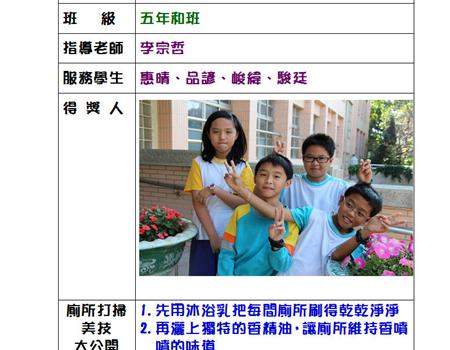 班 級 五年和班
指導老師 李宗哲
服務學生 惠晴、品諺、峻緯、駿廷
得獎人
廁所打掃
美技
大公開
1. 先用沐浴乳把每間廁所刷得乾乾淨淨
2. 再灑上獨特的香精油，讓廁所維持香噴
噴的味道